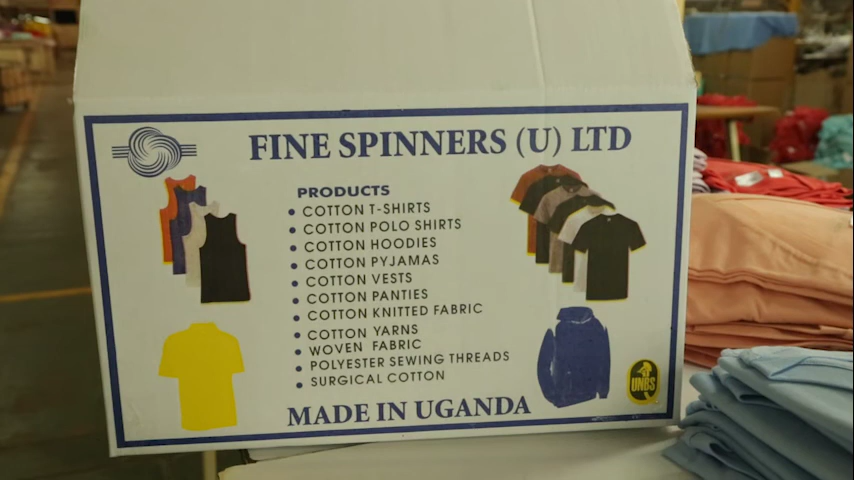 FINE SPINNERS (U) LTD
PRODUCTS
• COTTON T-SHIRTS
• COTTON POLO SHIRTS
• COTTON HOODIES
• COTTON PYJAMAS
• COTTON VESTS
• COTTON PANTIES
• COTTON KNITTED FABRIC
• COTTON YARNS
• WOVEN FABRIC
• POLYESTER SEWING THREADS
• SURGICAL COTTON
UNBS
MADE IN UGANDA